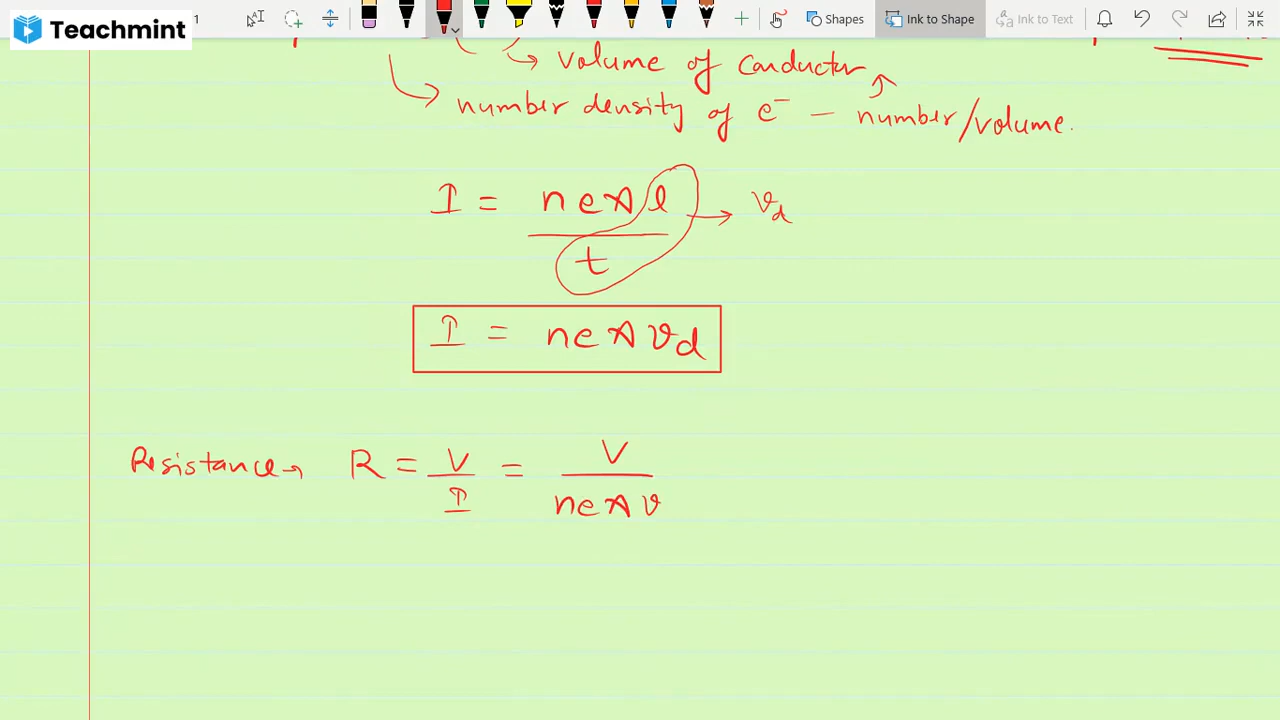 1
Shapes
Ink to Shape
Ink to Text
Teachmint
volume of conductor
number density of e⁻ – number/volume.
I = neAl / t → vd
I = neAvd
Resistance → R = V/I = V/neAv